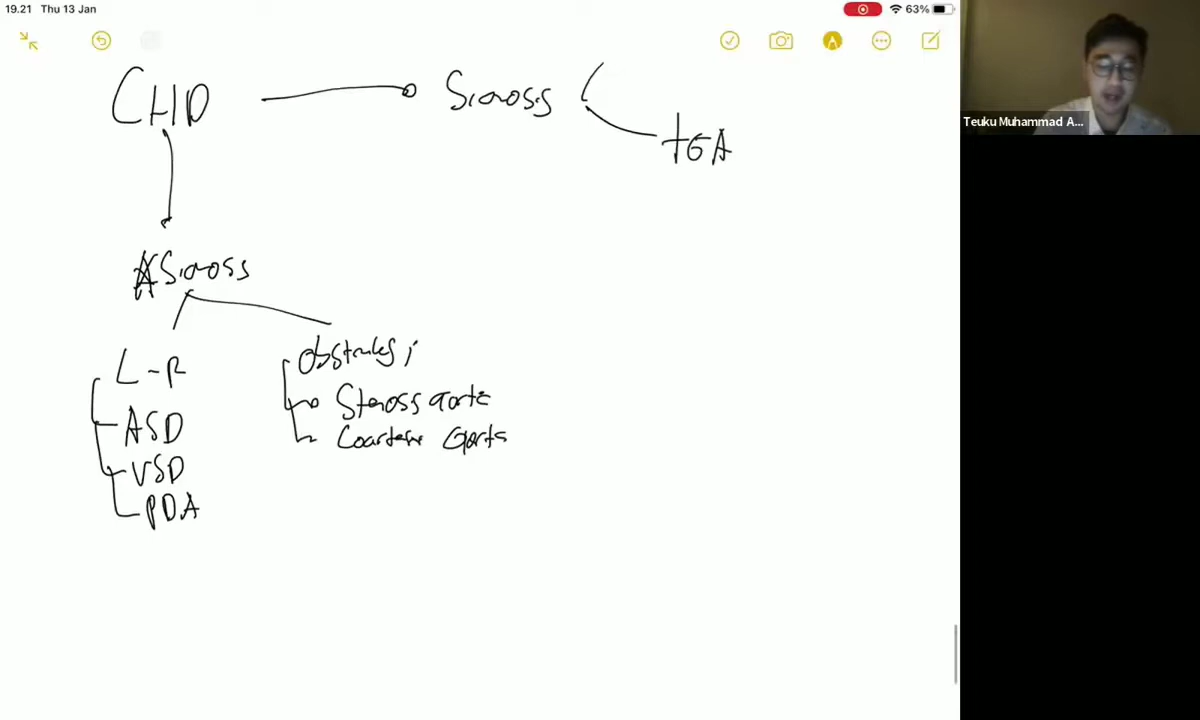 19.21 Thu 13 Jan
63%
Teuku Muhammad A...
CHD
Sianosis
TGA
ASianosis
L-R
ASD
VSD
PDA
Obstruksi
Stenosis aorta
Coarctasio Aorta